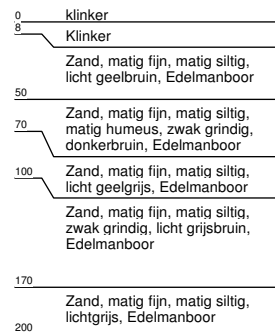 0 klinker
8 Klinker
Zand, matig fijn, matig siltig,
licht geelbruin, Edelmanboor
50
Zand, matig fijn, matig siltig,
matig humeus, zwak grindig,
70
donkerbruin, Edelmanboor
Zand, matig fijn, matig siltig,
100
licht geelgrijs, Edelmanboor
Zand, matig fijn, matig siltig,
zwak grindig, licht grijsbruin,
Edelmanboor
170
Zand, matig fijn, matig siltig,
lichtgrijs, Edelmanboor
200